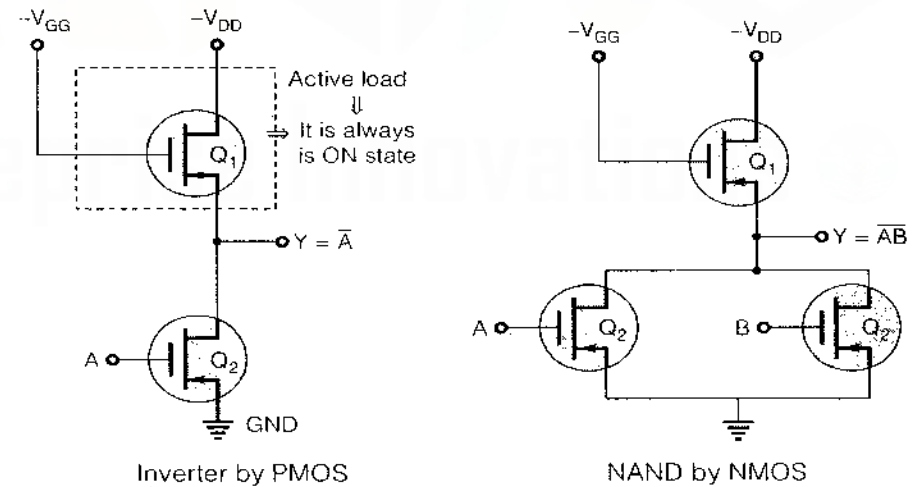 -V_GG
-V_DD
Active load
⇓
⇒ It is always
is ON state
Q₁
Y = A̅
A
Q₂
GND
Inverter by PMOS
-V_GG
-V_DD
Q₁
Y = A̅B̅
A
Q₂
B
Q₂
NAND by NMOS